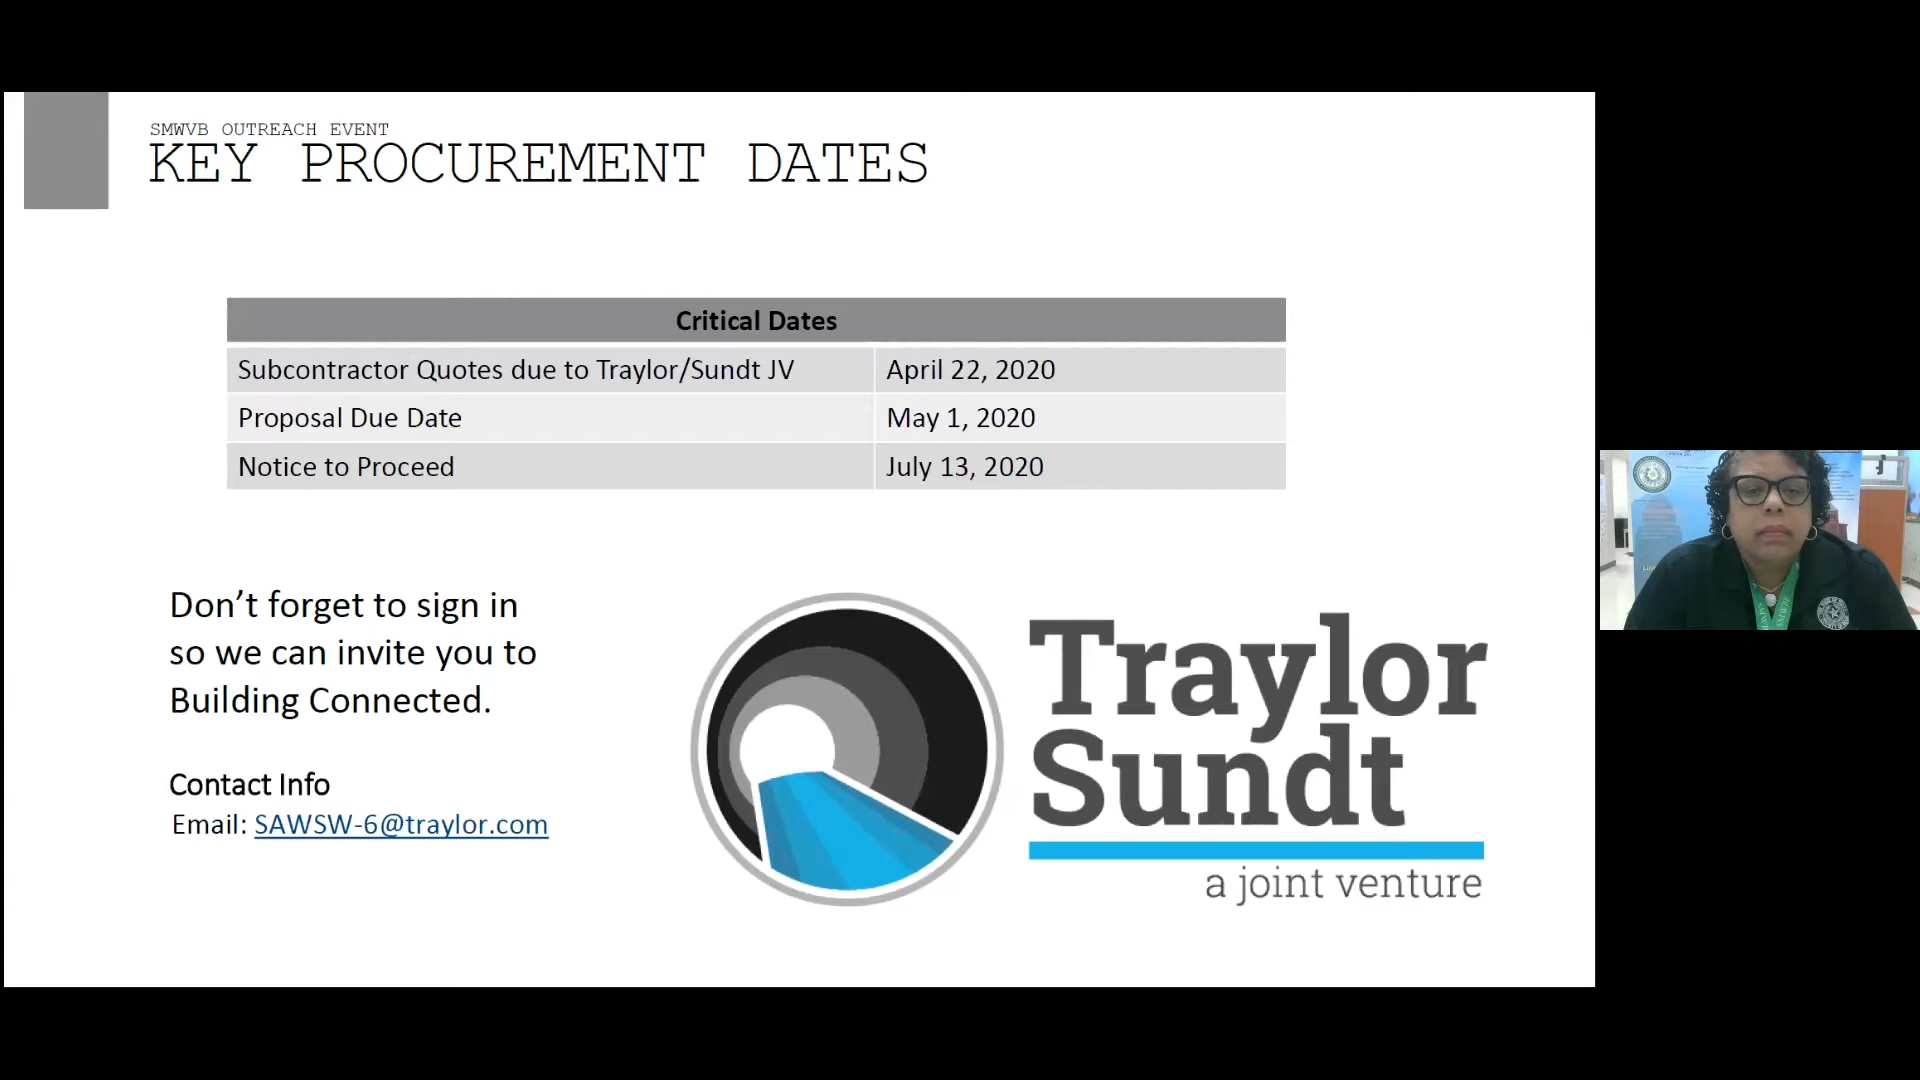 SMWVB OUTREACH EVENT
KEY PROCUREMENT DATES
Critical Dates
Subcontractor Quotes due to Traylor/Sundt JV April 22, 2020
Proposal Due Date May 1, 2020
Notice to Proceed July 13, 2020
Don’t forget to sign in
so we can invite you to
Building Connected.
Contact Info
Email: SAWSW-6@traylor.com
Traylor
Sundt
a joint venture